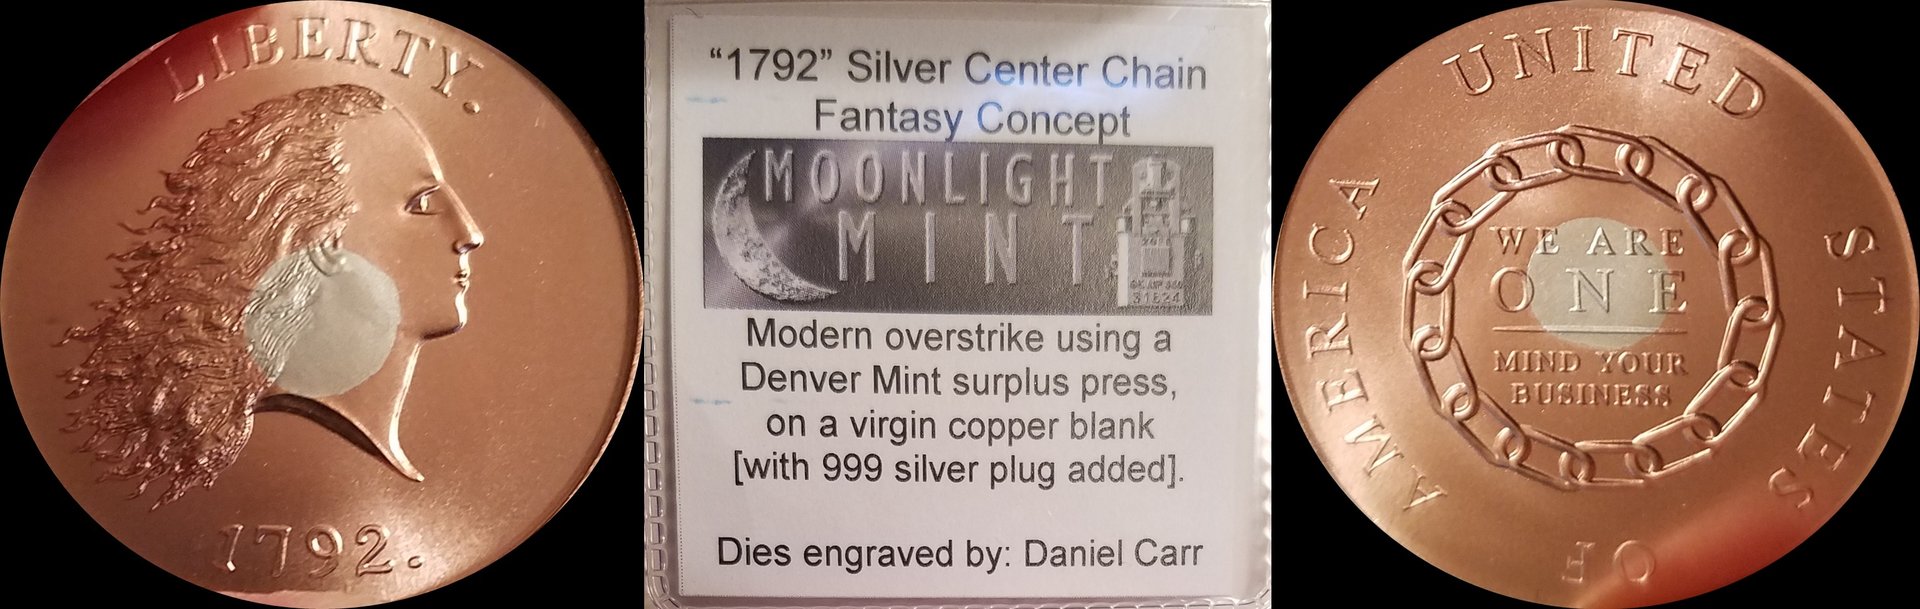 LIBERTY.
1792.
“1792” Silver Center Chain
Fantasy Concept
MOONLIGHT
MINT
Modern overstrike using a
Denver Mint surplus press,
on a virgin copper blank
[with 999 silver plug added].
Dies engraved by: Daniel Carr
UNITED STATES OF AMERICA
WE ARE
ONE
MIND YOUR
BUSINESS